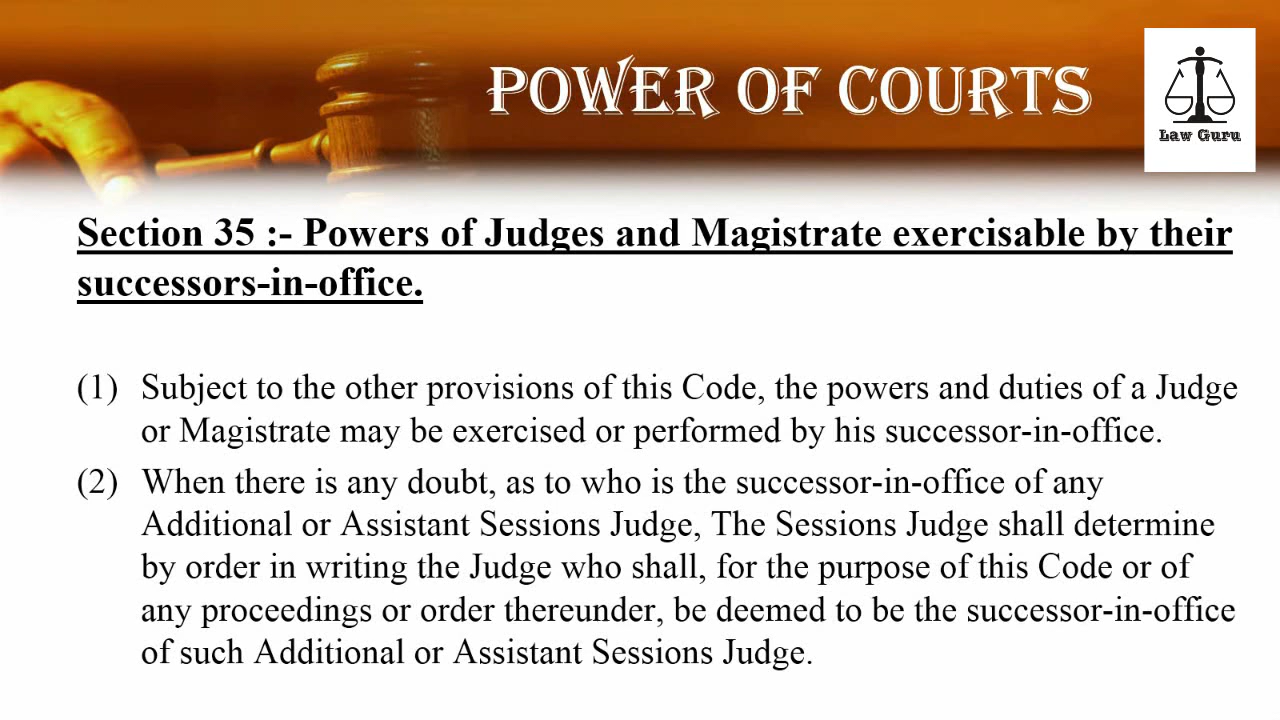 POWER OF COURTS
Law Guru
Section 35 :- Powers of Judges and Magistrate exercisable by their
successors-in-office.
(1) Subject to the other provisions of this Code, the powers and duties of a Judge
or Magistrate may be exercised or performed by his successor-in-office.
(2) When there is any doubt, as to who is the successor-in-office of any
Additional or Assistant Sessions Judge, The Sessions Judge shall determine
by order in writing the Judge who shall, for the purpose of this Code or of
any proceedings or order thereunder, be deemed to be the successor-in-office
of such Additional or Assistant Sessions Judge.